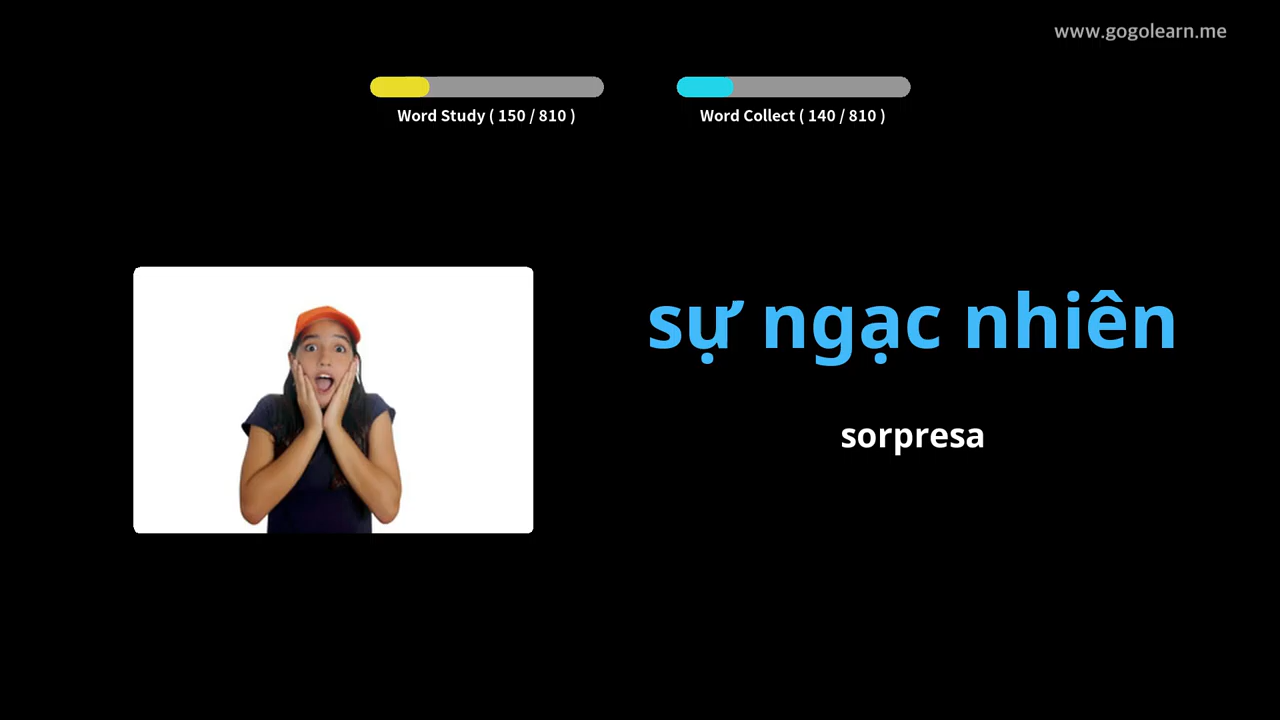 www.gogolearn.me
Word Study ( 150 / 810 )
Word Collect ( 140 / 810 )
sự ngạc nhiên
sorpresa